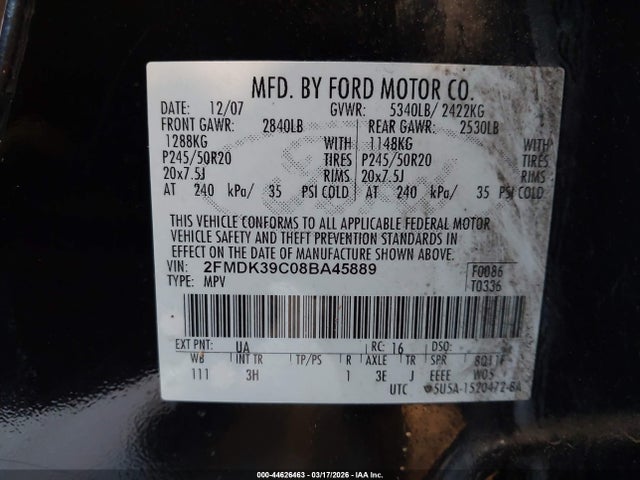 MFD. BY FORD MOTOR CO.
DATE: 12/07 GVWR: 5340LB/ 2422KG
FRONT GAWR: 2840LB REAR GAWR: 2530LB
1288KG WITH 1148KG WITH
P245/50R20 TIRES P245/50R20 TIRES
20x7.5J RIMS 20x7.5J RIMS
AT 240 kPa/ 35 PSI COLD AT 240 kPa/ 35 PSI COLD
THIS VEHICLE CONFORMS TO ALL APPLICABLE FEDERAL MOTOR
VEHICLE SAFETY AND THEFT PREVENTION STANDARDS IN
EFFECT ON THE DATE OF MANUFACTURE SHOWN ABOVE.
VIN: 2FMDK39C08BA45889 F0086
TYPE: MPV T0336
EXT PNT: UA RC: 16 DSO:
WB INT TR TP/PS R AXLE TR SPR
111 3H 1 3E J EEEE
UTC 5U5A-1520472-BA
000-44626463 - 03/17/2026 - IAA Inc.